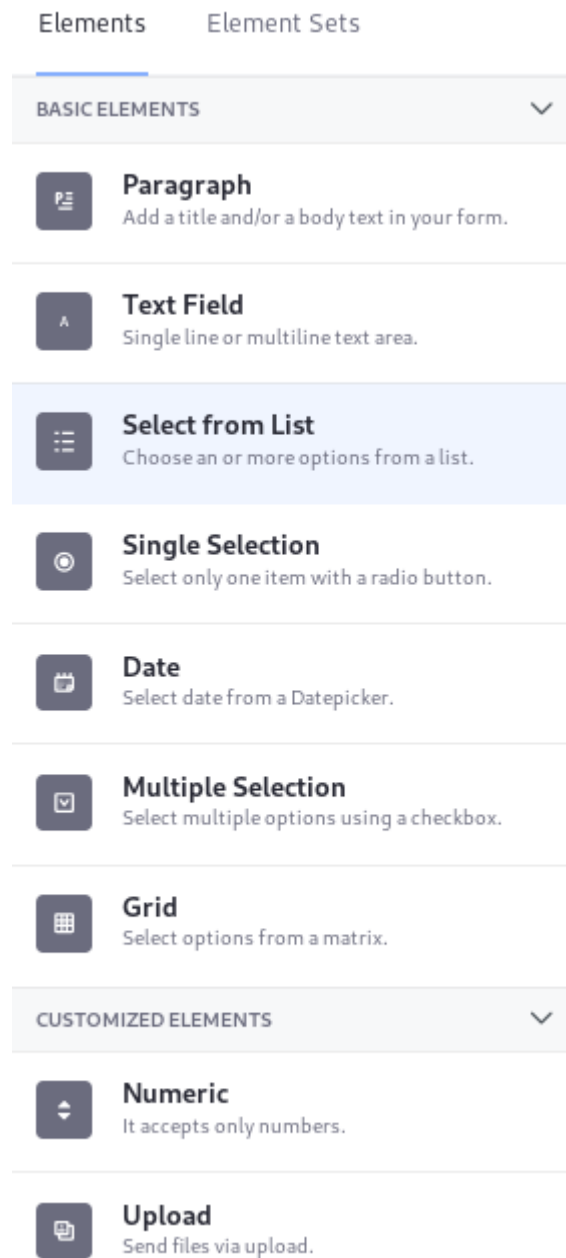 Elements Element Sets
BASIC ELEMENTS
Paragraph
Add a title and/or a body text in your form.
A
Text Field
Single line or multiline text area.
Select from List
Choose an or more options from a list.
Single Selection
Select only one item with a radio button.
Date
Select date from a Datepicker.
Multiple Selection
Select multiple options using a checkbox.
Grid
Select options from a matrix.
CUSTOMIZED ELEMENTS
Numeric
It accepts only numbers.
Upload
Send files via upload.